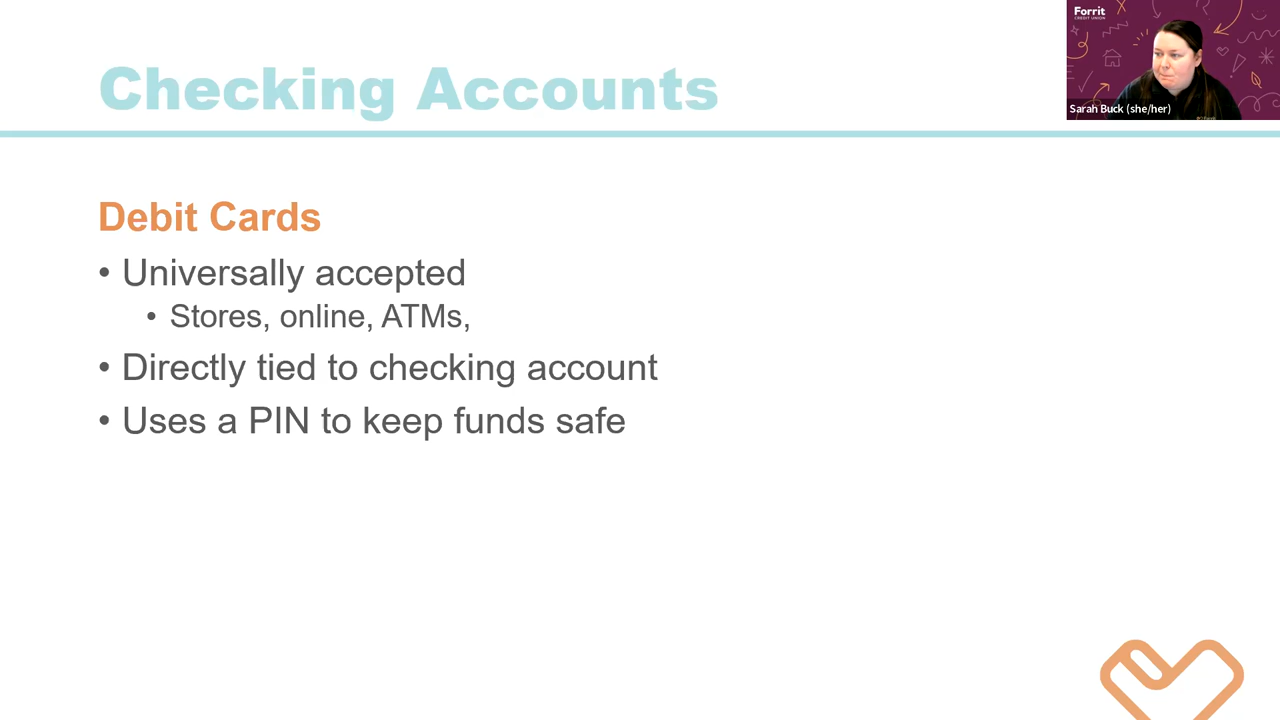 Checking Accounts
Forrit
CREDIT UNION
Sarah Buck (she/her)
Debit Cards
• Universally accepted
• Stores, online, ATMs,
• Directly tied to checking account
• Uses a PIN to keep funds safe